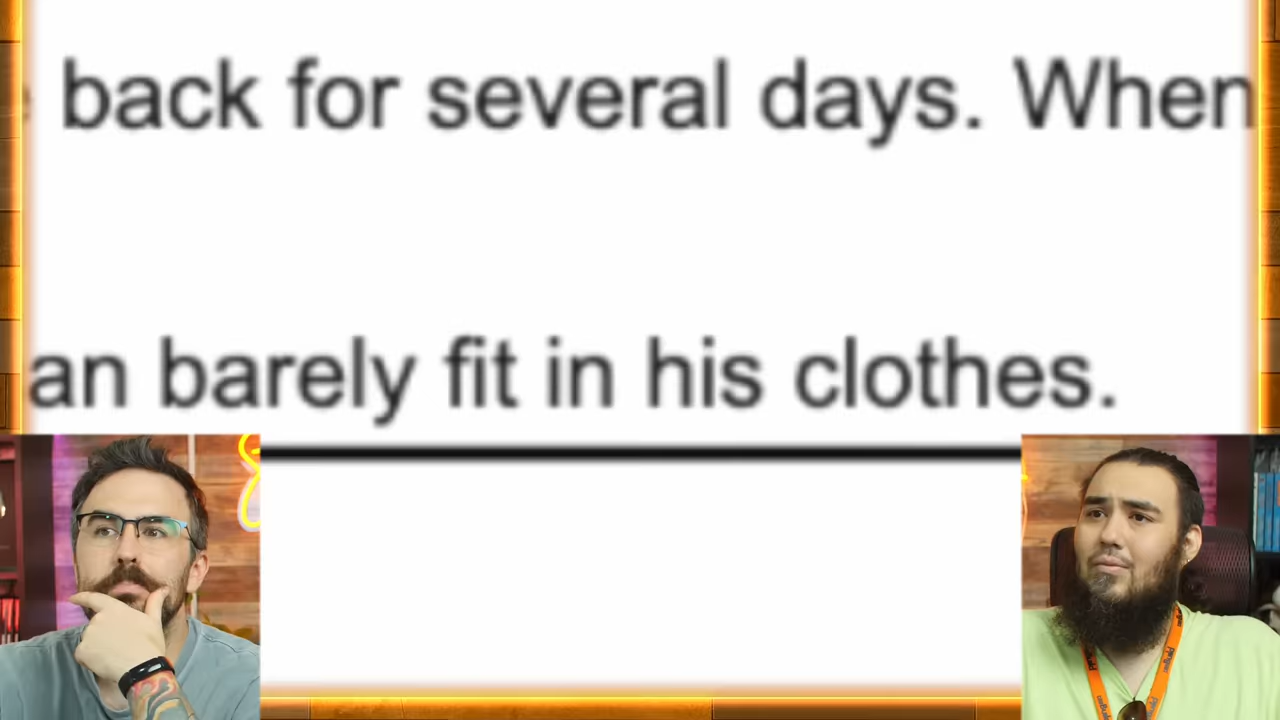 back for several days. When
an barely fit in his clothes.